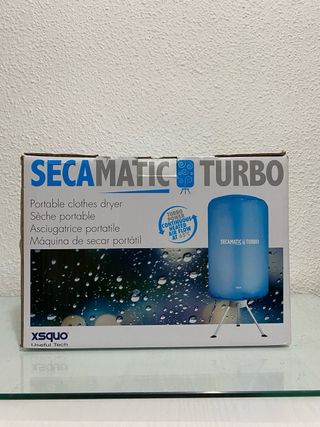 SECAMATIC TURBO
Portable clothes dryer
Sèche portable
Asciugatrice portatile
Máquina de secar portátil
TURBO
POWER
CONTINUOUS
HEATED
AIR FLOW
SECAMATIC TURBO
xsquo
Useful Tech